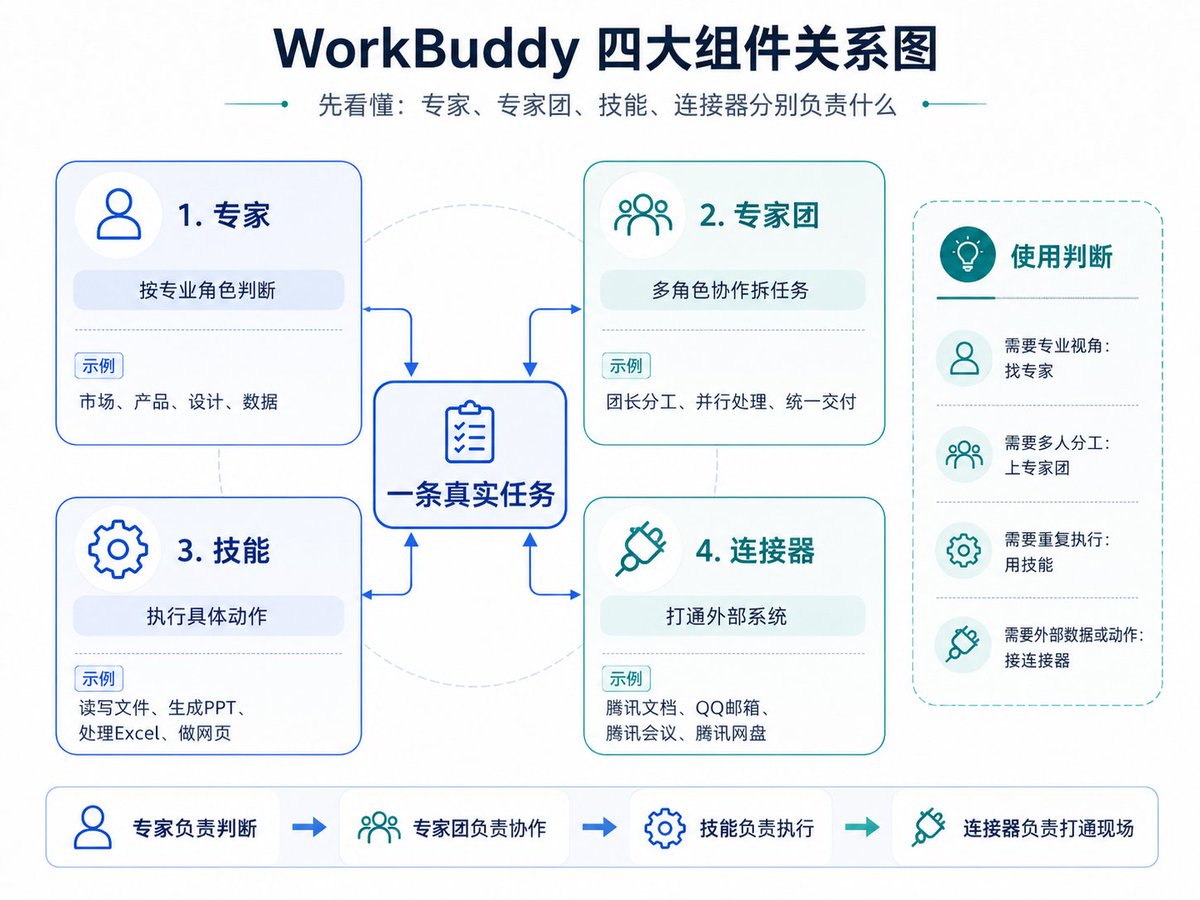 WorkBuddy 四大组件关系图
先看懂：专家、专家团、技能、连接器分别负责什么
1. 专家
按专业角色判断
示例
市场、产品、设计、数据
2. 专家团
多角色协作拆任务
示例
团长分工、并行处理、统一交付
一条真实任务
3. 技能
执行具体动作
示例
读写文件、生成PPT、
处理Excel、做网页
4. 连接器
打通外部系统
示例
腾讯文档、QQ邮箱、
腾讯会议、腾讯网盘
使用判断
需要专业视角：
找专家
需要多人分工：
上专家团
需要重复执行：
用技能
需要外部数据或动作：
接连接器
专家负责判断
专家团负责协作
技能负责执行
连接器负责打通现场